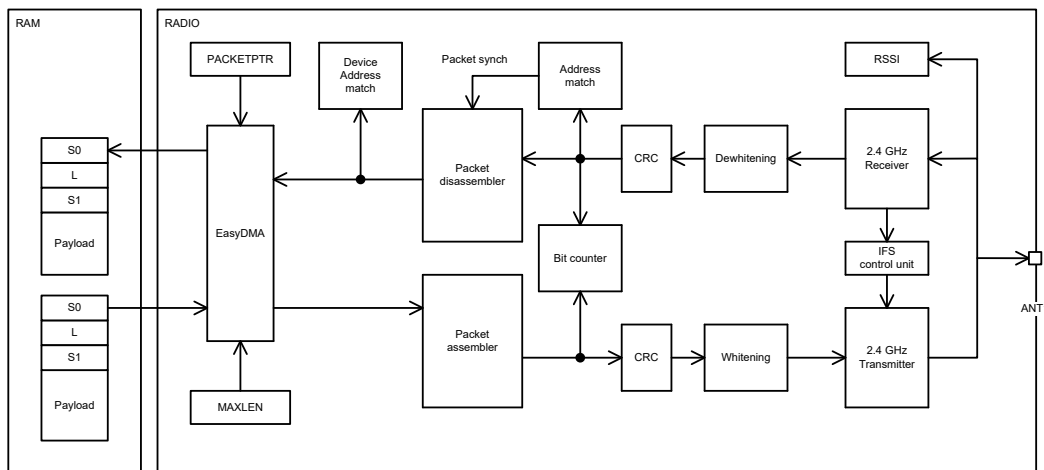 RAM
RADIO
PACKETPTR
Device
Address
match
Packet synch
Address
match
RSSI
S0
L
S1
Payload
EasyDMA
Packet
disassembler
CRC
Dewhitening
2.4 GHz
Receiver
Bit counter
IFS
control unit
ANT
S0
L
S1
Payload
Packet
assembler
CRC
Whitening
2.4 GHz
Transmitter
MAXLEN